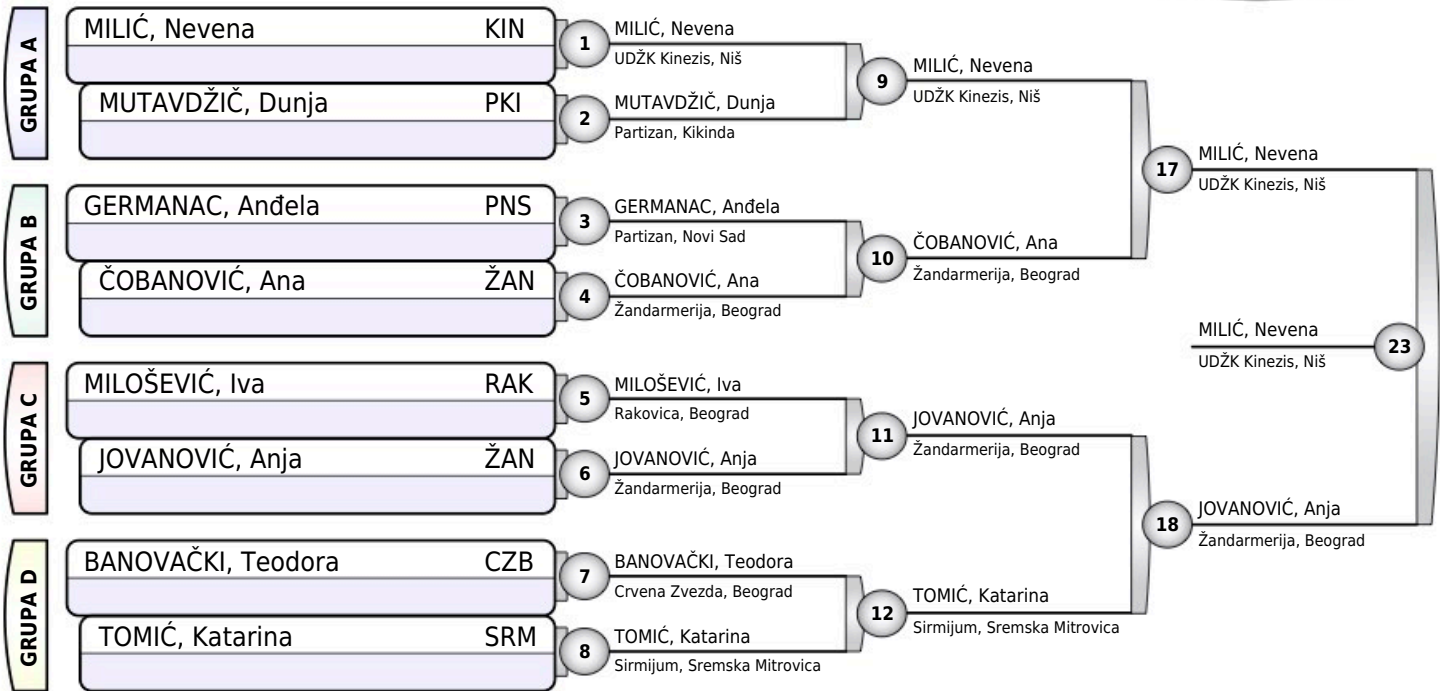 GRUPA A
MILIĆ, Nevena KIN
MUTAVDŽIČ, Dunja PKI
1
MILIĆ, Nevena
UDŽK Kinezis, Niš
2
MUTAVDŽIČ, Dunja
Partizan, Kikinda
9
MILIĆ, Nevena
UDŽK Kinezis, Niš
GRUPA B
GERMANAC, Anđela PNS
ČOBANOVIĆ, Ana ŽAN
3
GERMANAC, Anđela
Partizan, Novi Sad
4
ČOBANOVIĆ, Ana
Žandarmerija, Beograd
10
ČOBANOVIĆ, Ana
Žandarmerija, Beograd
17
MILIĆ, Nevena
UDŽK Kinezis, Niš
GRUPA C
MILOŠEVIĆ, Iva RAK
JOVANOVIĆ, Anja ŽAN
5
MILOŠEVIĆ, Iva
Rakovica, Beograd
6
JOVANOVIĆ, Anja
Žandarmerija, Beograd
11
JOVANOVIĆ, Anja
Žandarmerija, Beograd
GRUPA D
BANOVAČKI, Teodora CZB
TOMIĆ, Katarina SRM
7
BANOVAČKI, Teodora
Crvena Zvezda, Beograd
8
TOMIĆ, Katarina
Sirmijum, Sremska Mitrovica
12
TOMIĆ, Katarina
Sirmijum, Sremska Mitrovica
18
JOVANOVIĆ, Anja
Žandarmerija, Beograd
MILIĆ, Nevena
UDŽK Kinezis, Niš
23